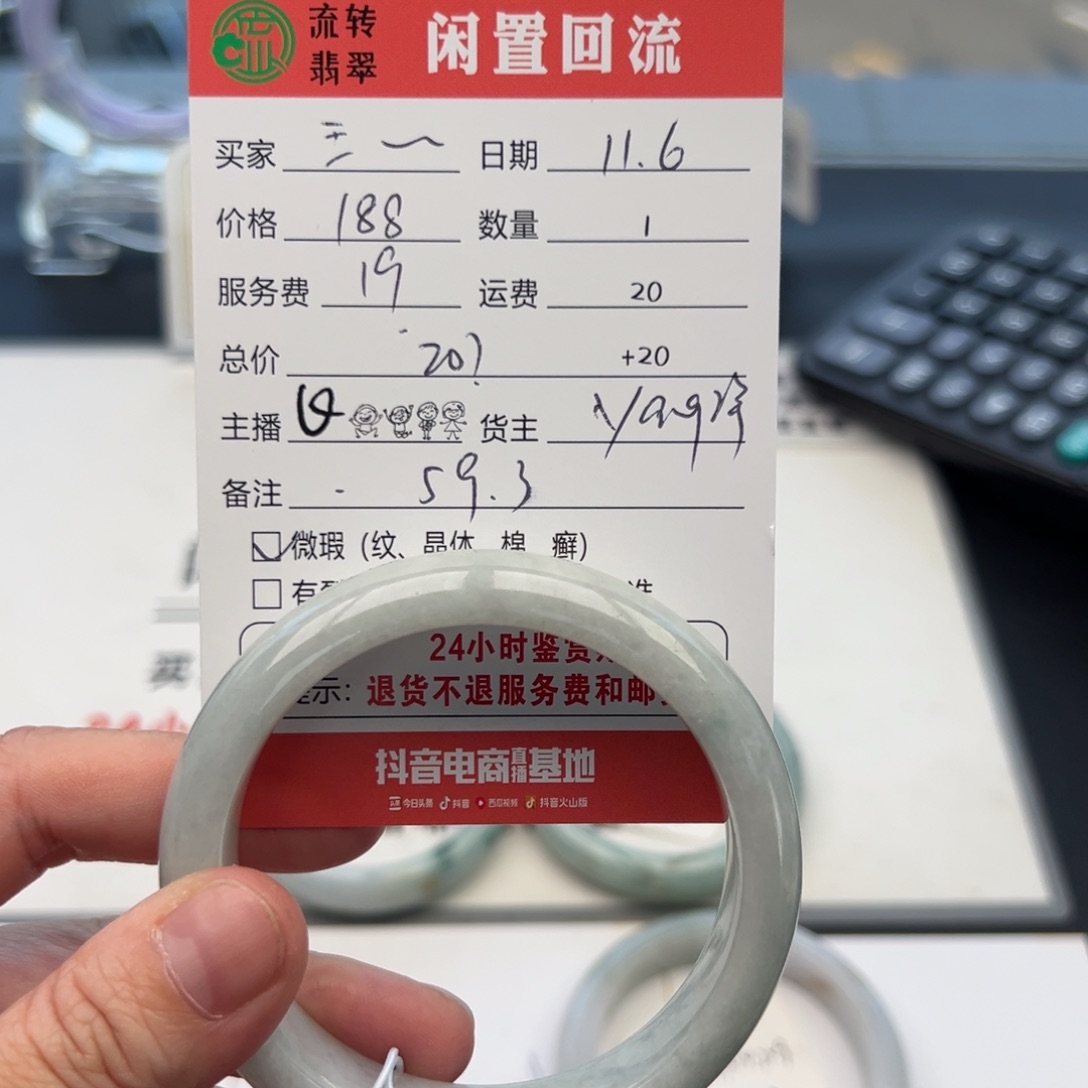 流转翡翠 闲置回流
买家 三一 日期 11.6
价格 188 数量 1
服务费 19 运费 20
总价 207 +20
主播 货主
备注 59.3
微瑕 (纹、晶体、棉、癣)
有
24小时鉴赏
提示：退货不退服务费和邮
抖音电商直播基地
今日头条 抖音 西瓜视频 抖音火山版